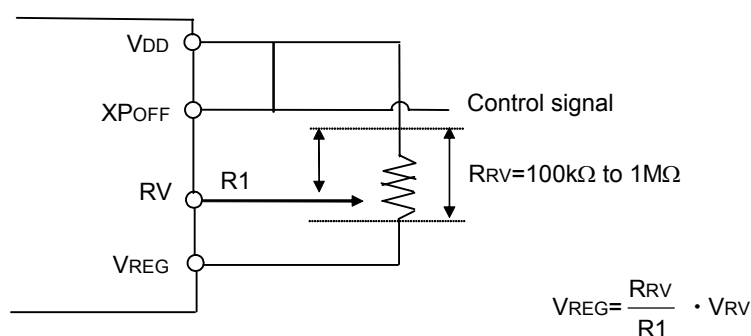 VDD
XPOFF
Control signal
RV
R1
RRV=100kΩ to 1MΩ
VREG
VREG= RRV / R1 · VRV